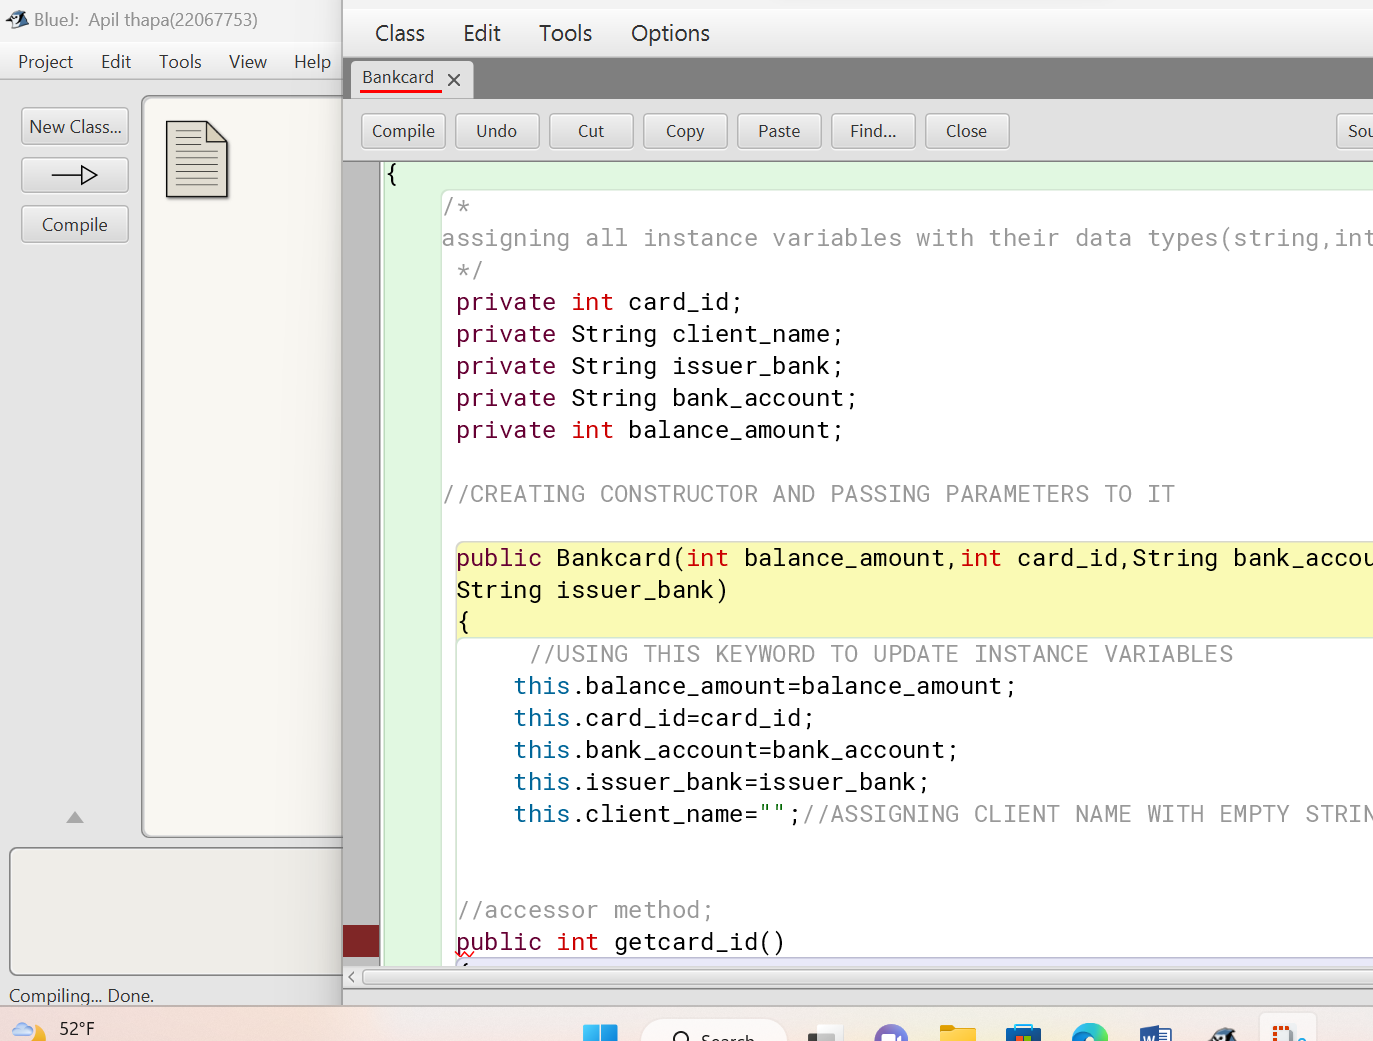 BlueJ: Apil thapa(22067753)
Project Edit Tools View Help
New Class...
Compile
Compiling... Done.
Class Edit Tools Options
Bankcard
Compile Undo Cut Copy Paste Find... Close
{
/*
assigning all instance variables with their data types(string,int
*/
private int card_id;
private String client_name;
private String issuer_bank;
private String bank_account;
private int balance_amount;
//CREATING CONSTRUCTOR AND PASSING PARAMETERS TO IT
public Bankcard(int balance_amount,int card_id,String bank_accou
String issuer_bank)
{
//USING THIS KEYWORD TO UPDATE INSTANCE VARIABLES
this.balance_amount=balance_amount;
this.card_id=card_id;
this.bank_account=bank_account;
this.issuer_bank=issuer_bank;
this.client_name="";//ASSIGNING CLIENT NAME WITH EMPTY STRIN
//accessor method;
public int getcard_id()
52°F
Search